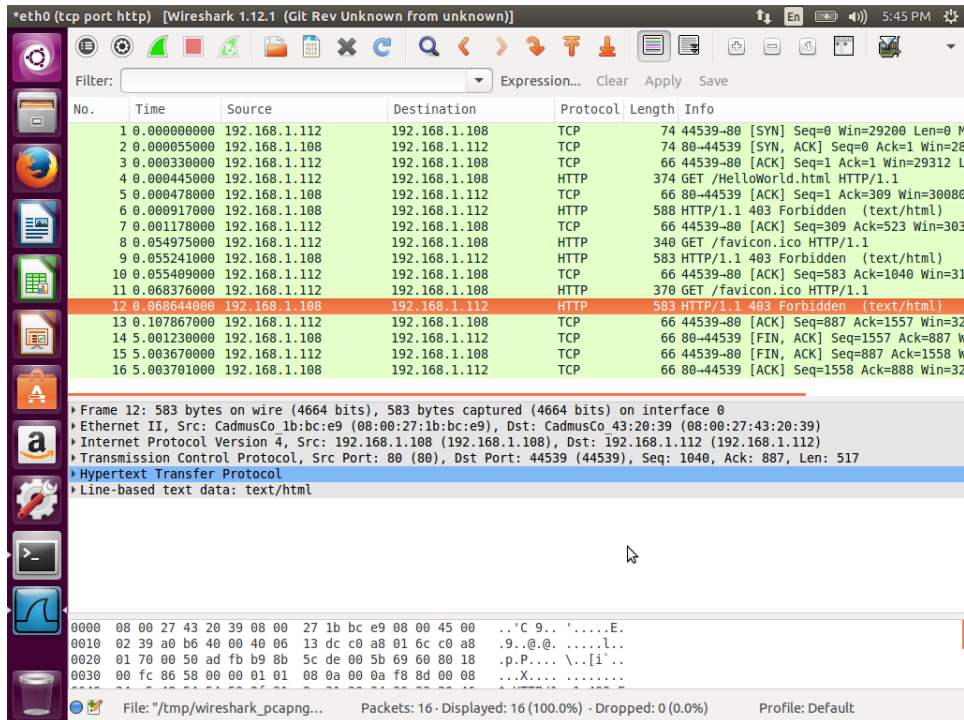 *eth0 (tcp port http) [Wireshark 1.12.1 (Git Rev Unknown from unknown)] En 5:45 PM
Filter: Expression... Clear Apply Save
No. Time Source Destination Protocol Length Info
1 0.000000000 192.168.1.112 192.168.1.108 TCP 74 44539→80 [SYN] Seq=0 Win=29200 Len=0 M
2 0.000055000 192.168.1.108 192.168.1.112 TCP 74 80→44539 [SYN, ACK] Seq=0 Ack=1 Win=28
3 0.000330000 192.168.1.112 192.168.1.108 TCP 66 44539→80 [ACK] Seq=1 Ack=1 Win=29312 L
4 0.000445000 192.168.1.112 192.168.1.108 HTTP 374 GET /HelloWorld.html HTTP/1.1
5 0.000478000 192.168.1.108 192.168.1.112 TCP 66 80→44539 [ACK] Seq=1 Ack=309 Win=30080
6 0.000917000 192.168.1.108 192.168.1.112 HTTP 588 HTTP/1.1 403 Forbidden (text/html)
7 0.001178000 192.168.1.112 192.168.1.108 TCP 66 44539→80 [ACK] Seq=309 Ack=523 Win=303
8 0.054975000 192.168.1.112 192.168.1.108 HTTP 340 GET /favicon.ico HTTP/1.1
9 0.055241000 192.168.1.108 192.168.1.112 HTTP 583 HTTP/1.1 403 Forbidden (text/html)
10 0.055409000 192.168.1.112 192.168.1.108 TCP 66 44539→80 [ACK] Seq=583 Ack=1040 Win=31
11 0.068376000 192.168.1.112 192.168.1.108 HTTP 370 GET /favicon.ico HTTP/1.1
12 0.068644000 192.168.1.108 192.168.1.112 HTTP 583 HTTP/1.1 403 Forbidden (text/html)
13 0.107867000 192.168.1.112 192.168.1.108 TCP 66 44539→80 [ACK] Seq=887 Ack=1557 Win=32
14 5.001230000 192.168.1.108 192.168.1.112 TCP 66 80→44539 [FIN, ACK] Seq=1557 Ack=887 W
15 5.003670000 192.168.1.112 192.168.1.108 TCP 66 44539→80 [FIN, ACK] Seq=887 Ack=1558 W
16 5.003701000 192.168.1.108 192.168.1.112 TCP 66 80→44539 [ACK] Seq=1558 Ack=888 Win=32
Frame 12: 583 bytes on wire (4664 bits), 583 bytes captured (4664 bits) on interface 0
Ethernet II, Src: CadmusCo_1b:bc:e9 (08:00:27:1b:bc:e9), Dst: CadmusCo_43:20:39 (08:00:27:43:20:39)
Internet Protocol Version 4, Src: 192.168.1.108 (192.168.1.108), Dst: 192.168.1.112 (192.168.1.112)
Transmission Control Protocol, Src Port: 80 (80), Dst Port: 44539 (44539), Seq: 1040, Ack: 887, Len: 517
Hypertext Transfer Protocol
Line-based text data: text/html
0000 08 00 27 43 20 39 08 00 27 1b bc e9 08 00 45 00 ..'C 9.. '.....E.
0010 02 39 a0 b6 40 00 40 06 13 dc c0 a8 01 6c c0 a8 .9..@.@. .....l..
0020 01 70 00 50 ad fb b9 8b 5c de 00 5b 69 60 80 18 .p.P.... \..[i`..
0030 00 fc 86 58 00 00 01 01 08 0a 00 0a f8 8d 00 08 ...X.... ........
File: "/tmp/wireshark_pcapng... Packets: 16 · Displayed: 16 (100.0%) · Dropped: 0 (0.0%) Profile: Default